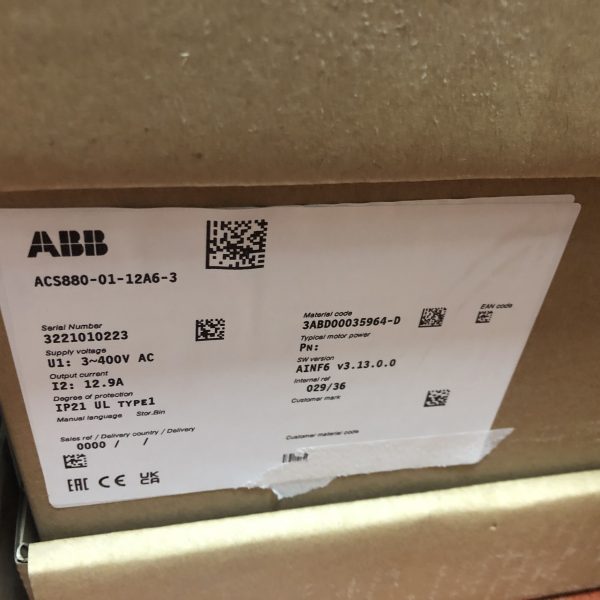 ABB
ACS880-01-12A6-3
Serial Number
3221010223
Supply voltage
U1: 3~400V AC
Output current
I2: 12.9A
Degree of protection
IP21 UL TYPE1
Manual language Stor.Bin
Sales ref / Delivery country / Delivery
0000 / /
EAC CE UK CA
Material code
3ABD00035964-D
Typical motor power
PN:
SW version
AINF6 v3.13.0.0
Internal ref
029/36
Customer mark
Customer material code
EAN code